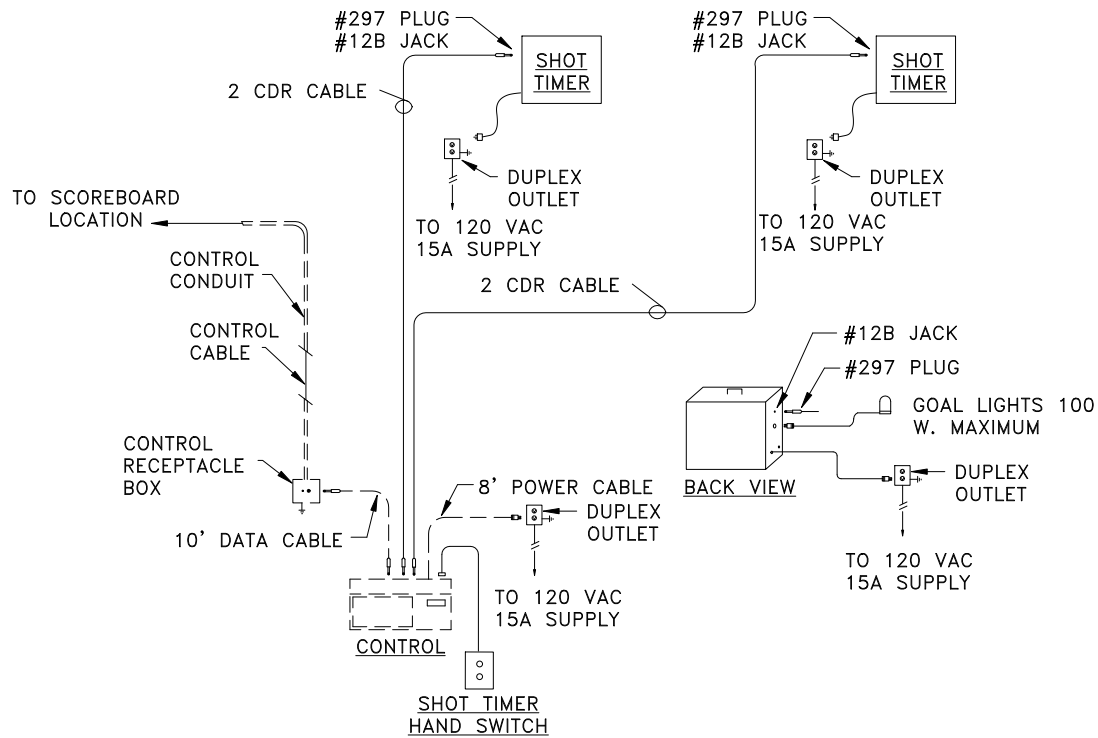 #297 PLUG
#12B JACK
SHOT
TIMER
2 CDR CABLE
DUPLEX
OUTLET
TO 120 VAC
15A SUPPLY
#297 PLUG
#12B JACK
SHOT
TIMER
DUPLEX
OUTLET
TO 120 VAC
15A SUPPLY
TO SCOREBOARD
LOCATION
CONTROL
CONDUIT
CONTROL
CABLE
2 CDR CABLE
#12B JACK
#297 PLUG
GOAL LIGHTS 100
W. MAXIMUM
BACK VIEW
DUPLEX
OUTLET
TO 120 VAC
15A SUPPLY
CONTROL
RECEPTACLE
BOX
10' DATA CABLE
8' POWER CABLE
DUPLEX
OUTLET
TO 120 VAC
15A SUPPLY
CONTROL
SHOT TIMER
HAND SWITCH